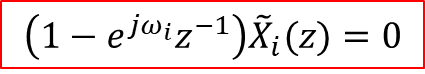 (1 − e^{jω_i} z^{−1}) X̃_i(z) = 0